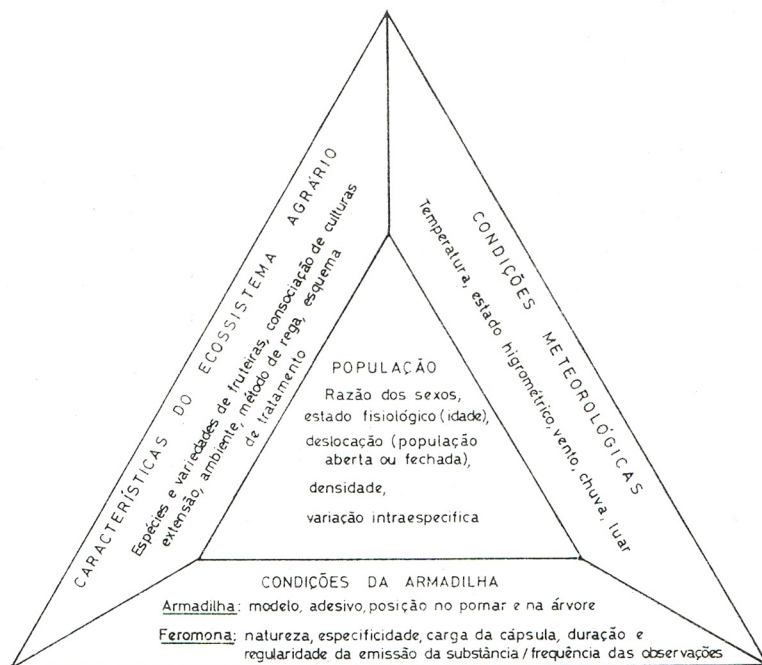 CARACTERÍSTICAS DO ECOSSISTEMA AGRÁRIO
Espécies e variedades de fruteiras, consociação de culturas
extensão, ambiente, método de rega, esquema
de tratamento
CONDIÇÕES METEOROLÓGICAS
Temperatura, estado higrométrico, vento, chuva, luar
POPULAÇÃO
Razão dos sexos,
estado fisiológico (idade),
deslocação (população
aberta ou fechada),
densidade,
variação intraespecifica
CONDIÇÕES DA ARMADILHA
Armadilha: modelo, adesivo, posição no pomar e na árvore
Feromona: natureza, especificidade, carga da cápsula, duração e
regularidade da emissão da substância / frequência das observações